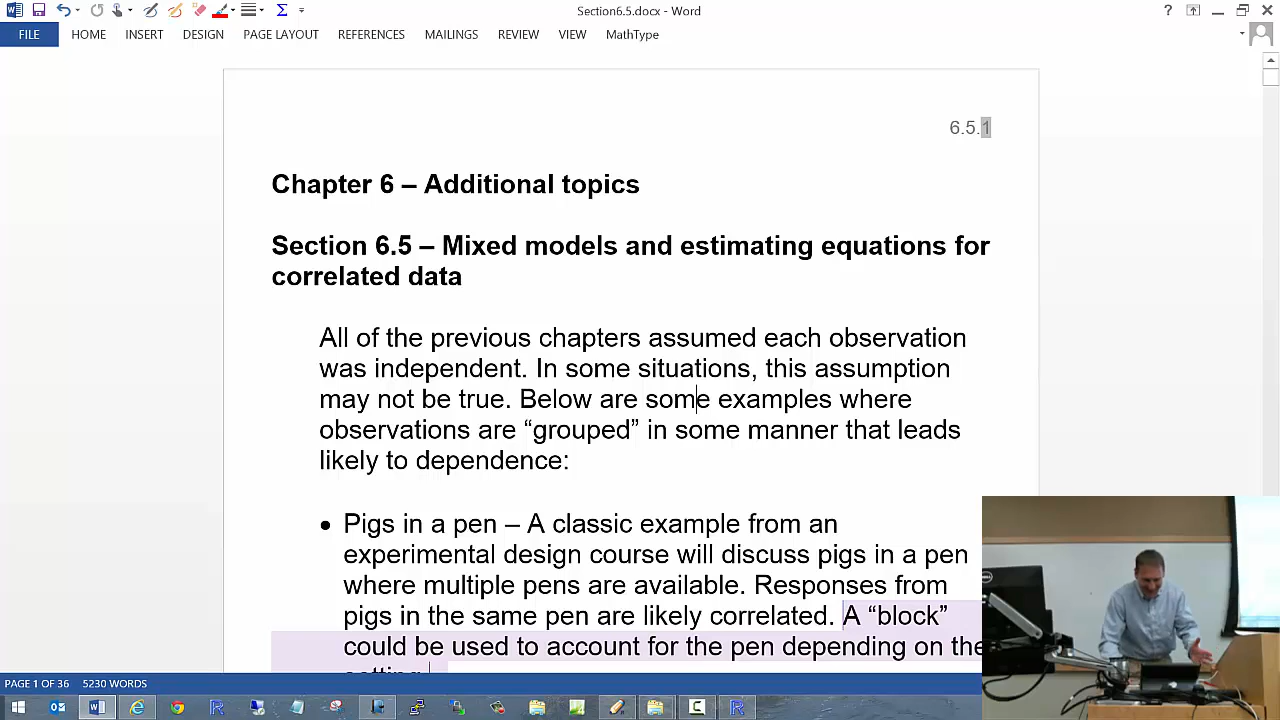 Section6.5.docx - Word
FILE HOME INSERT DESIGN PAGE LAYOUT REFERENCES MAILINGS REVIEW VIEW MathType
6.5.1
Chapter 6 – Additional topics
Section 6.5 – Mixed models and estimating equations for
correlated data
All of the previous chapters assumed each observation
was independent. In some situations, this assumption
may not be true. Below are some examples where
observations are “grouped” in some manner that leads
likely to dependence:
• Pigs in a pen – A classic example from an
experimental design course will discuss pigs in a pen
where multiple pens are available. Responses from
pigs in the same pen are likely correlated. A “block”
could be used to account for the pen depending on the
PAGE 1 OF 36 5230 WORDS